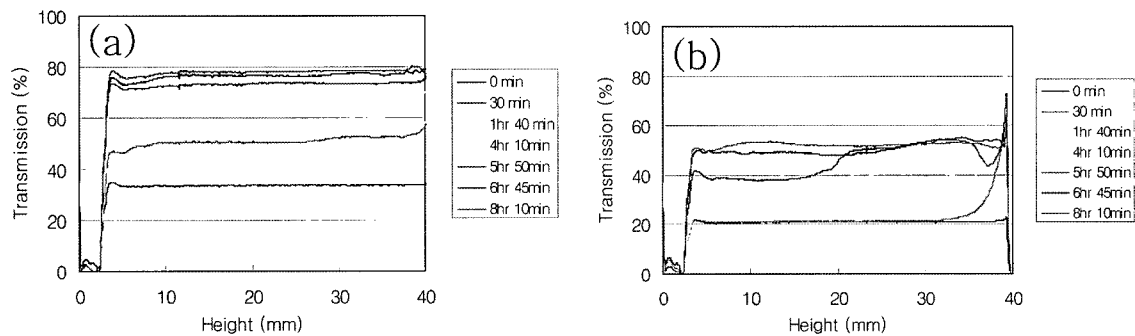 (a)
Transmission (%)
100
80
60
40
20
0
0 10 20 30 40
Height (mm)
0 min
30 min
1hr 40 min
4hr 10min
5hr 50min
6hr 45min
8hr 10min
(b)
Transmission (%)
100
80
60
40
20
0
0 10 20 30 40
Height (mm)
0 min
30 min
1hr 40min
4hr 10min
5hr 50min
6hr 45min
8hr 10min